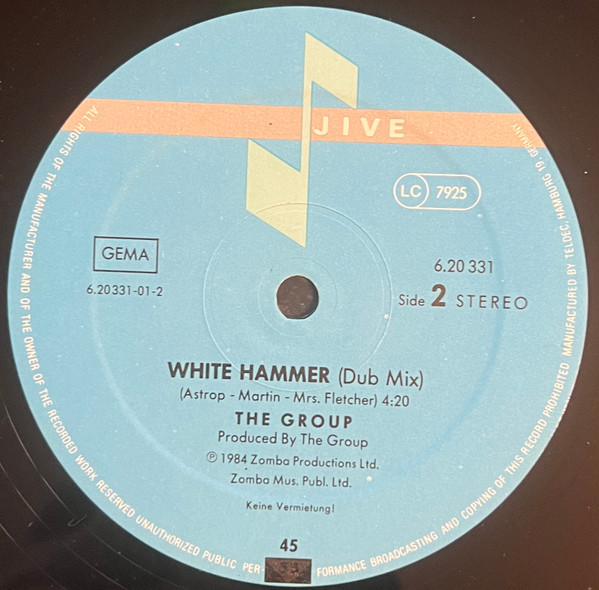 JIVE
LC 7925
GEMA
6.20331-01-2
6.20 331
Side 2 STEREO
WHITE HAMMER (Dub Mix)
(Astrop - Martin - Mrs. Fletcher) 4:20
THE GROUP
Produced By The Group
Ⓟ 1984 Zomba Productions Ltd.
Zomba Mus. Publ. Ltd.
Keine Vermietung!
45
ALL RIGHTS OF THE MANUFACTURER AND OF THE OWNER OF THE RECORDED WORK RESERVED UNAUTHORIZED PUBLIC PER- FORMANCE BROADCASTING AND COPYING OF THIS RECORD PROHIBITED MANUFACTURED BY TELDEC, HAMBURG 19, GERMANY